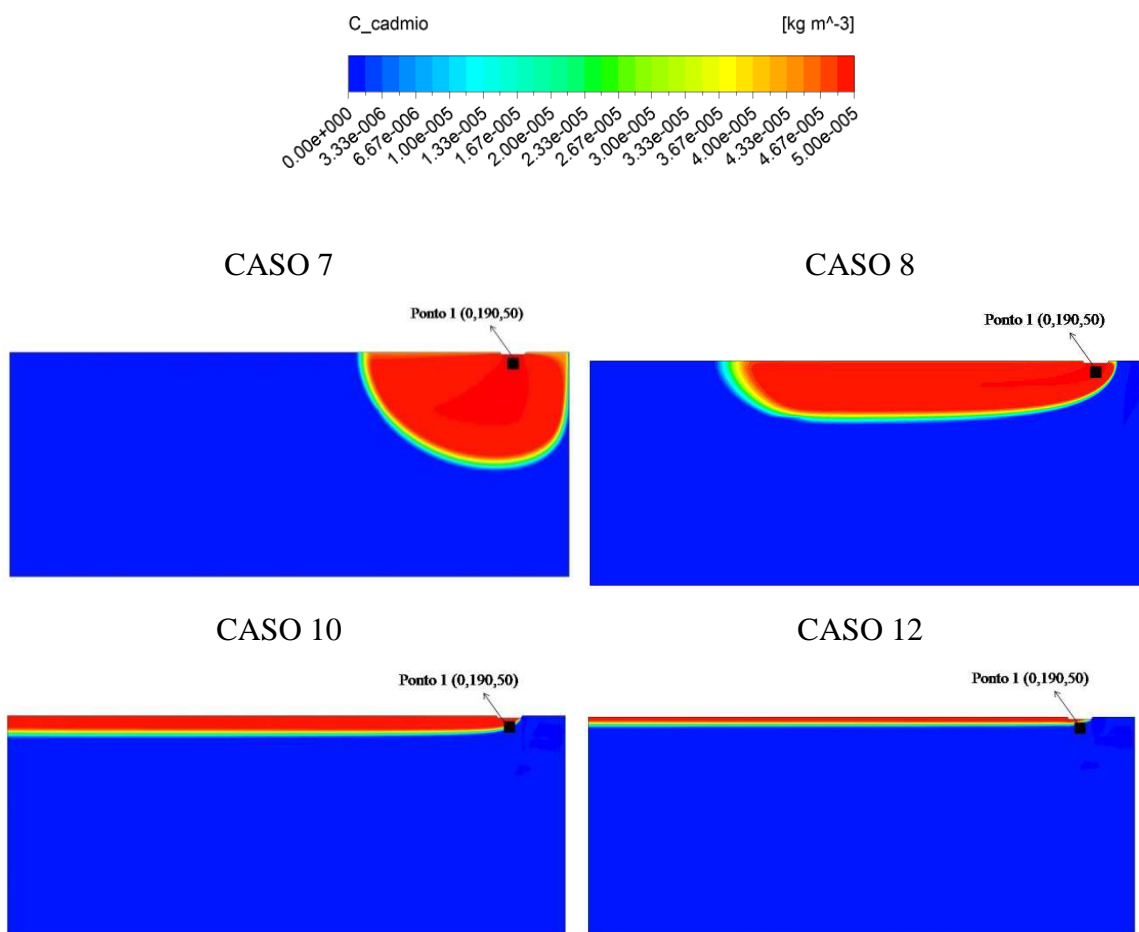 C_cadmio [kg m^-3]
0.00e+000 3.33e-006 6.67e-006 1.00e-005 1.33e-005 1.67e-005 2.00e-005 2.33e-005 2.67e-005 3.00e-005 3.33e-005 3.67e-005 4.00e-005 4.33e-005 4.67e-005 5.00e-005
CASO 7 CASO 8
Ponto 1 (0,190,50) Ponto 1 (0,190,50)
CASO 10 CASO 12
Ponto 1 (0,190,50) Ponto 1 (0,190,50)